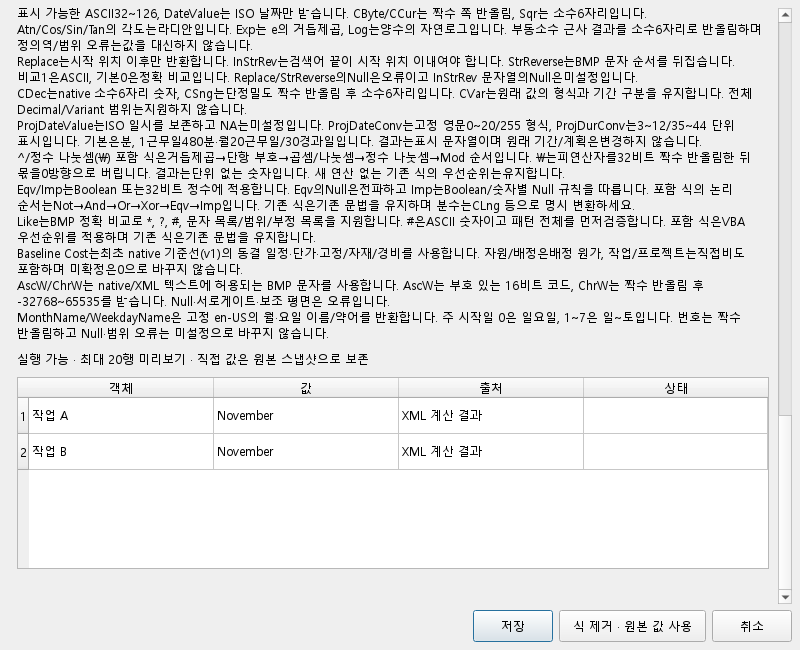 표시 가능한 ASCII32~126, DateValue는 ISO 날짜만 받습니다. CByte/CCur는 짝수 쪽 반올림, Sqr는 소수6자리입니다.
Atn/Cos/Sin/Tan의 각도는라디안입니다. Exp는 e의 거듭제곱, Log는양수의 자연로그입니다. 부동소수 근사 결과를 소수6자리로 반올림하며
정의역/범위 오류는값을 대신하지 않습니다.
Replace는시작 위치 이후만 반환합니다. InStrRev는검색어 끝이 시작 위치 이내여야 합니다. StrReverse는BMP 문자 순서를 뒤집습니다.
비교1은ASCII, 기본0은정확 비교입니다. Replace/StrReverse의Null은오류이고 InStrRev 문자열의Null은미설정입니다.
CDec는native 소수6자리 숫자, CSng는단정밀도 짝수 반올림 후 소수6자리입니다. CVar는원래 값의 형식과 기간 구분을 유지합니다. 전체
Decimal/Variant 범위는지원하지 않습니다.
ProjDateValue는ISO 일시를 보존하고 NA는미설정입니다. ProjDateConv는고정 영문0~20/255 형식, ProjDurConv는3~12/35~44 단위
표시입니다. 기본은분, 1근무일480분·월20근무일/30경과일입니다. 결과는표시 문자열이며 원래 기간/계획은변경하지 않습니다.
^/정수 나눗셈(₩) 포함 식은거듭제곱→단항 부호→곱셈/나눗셈→정수 나눗셈→Mod 순서입니다. ₩는피연산자를32비트 짝수 반올림한 뒤
몫을0방향으로 버립니다. 결과는단위 없는 숫자입니다. 새 연산 없는 기존 식의 우선순위는유지합니다.
Eqv/Imp는Boolean 또는32비트 정수에 적용합니다. Eqv의Null은전파하고 Imp는Boolean/숫자별 Null 규칙을 따릅니다. 포함 식의 논리
순서는Not→And→Or→Xor→Eqv→Imp입니다. 기존 식은기존 문법을 유지하며 분수는CLng 등으로 명시 변환하세요.
Like는BMP 정확 비교로 *, ?, #, 문자 목록/범위/부정 목록을 지원합니다. #은ASCII 숫자이고 패턴 전체를 먼저검증합니다. 포함 식은VBA
우선순위를 적용하며 기존 식은기존 문법을 유지합니다.
Baseline Cost는최초 native 기준선(v1)의 동결 일정·단가·고정/자재/경비를 사용합니다. 자원/배정은배정 원가, 작업/프로젝트는직접비도
포함하며 미확정은0으로 바꾸지 않습니다.
AscW/ChrW는 native/XML 텍스트에 허용되는 BMP 문자를 사용합니다. AscW는 부호 있는 16비트 코드, ChrW는 짝수 반올림 후
-32768~65535를 받습니다. Null·서로게이트·보조 평면은 오류입니다.
MonthName/WeekdayName은 고정 en-US의 월·요일 이름/약어를 반환합니다. 주 시작일 0은 일요일, 1~7은 일~토입니다. 번호는 짝수
반올림하고 Null·범위 오류는 미설정으로 바꾸지 않습니다.
실행 가능 · 최대 20행 미리보기 · 직접 값은 원본 스냅샷으로 보존
객체 값 출처 상태
1 작업 A November XML 계산 결과
2 작업 B November XML 계산 결과
저장 식 제거 · 원본 값 사용 취소